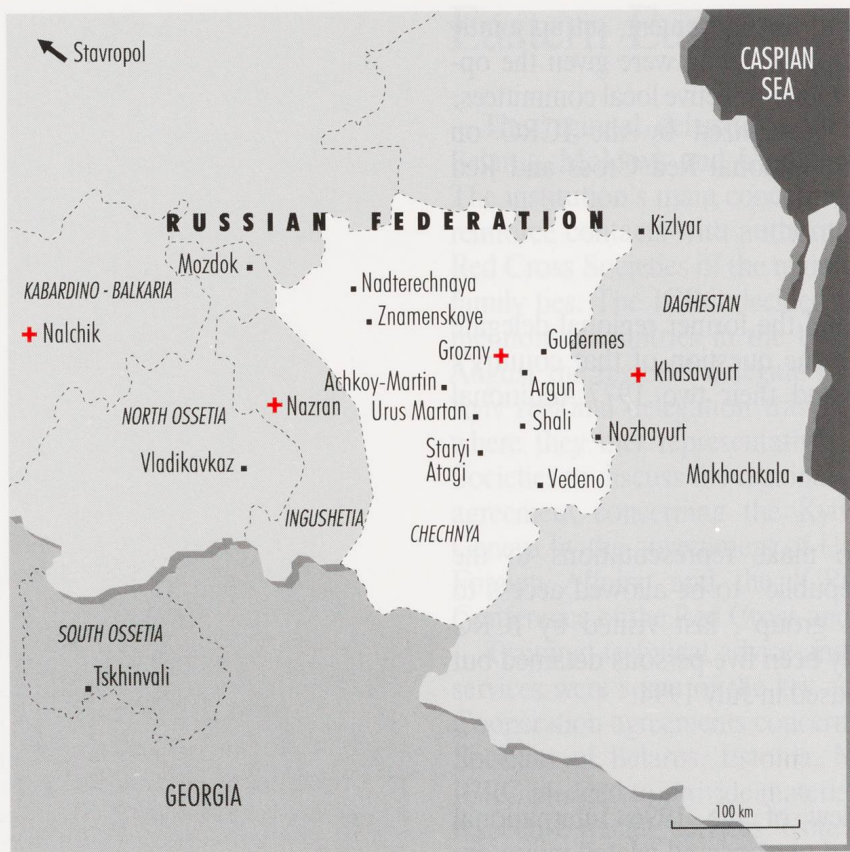 Stavropol
CASPIAN
SEA
RUSSIAN FEDERATION
Kizlyar
Mozdok
KABARDINO - BALKARIA
Nadterechnaya
DAGHESTAN
Znamenskoye
Nalchik
Grozny
Gudermes
Khasavyurt
Achkoy-Martin
Argun
Nazran
Urus Martan
NORTH OSSETIA
Shali
Nozhayurt
Staryi
Atagi
Vladikavkaz
Vedeno
Makhachkala
INGUSHETIA
CHECHNYA
SOUTH OSSETIA
Tskhinvali
GEORGIA
100 km